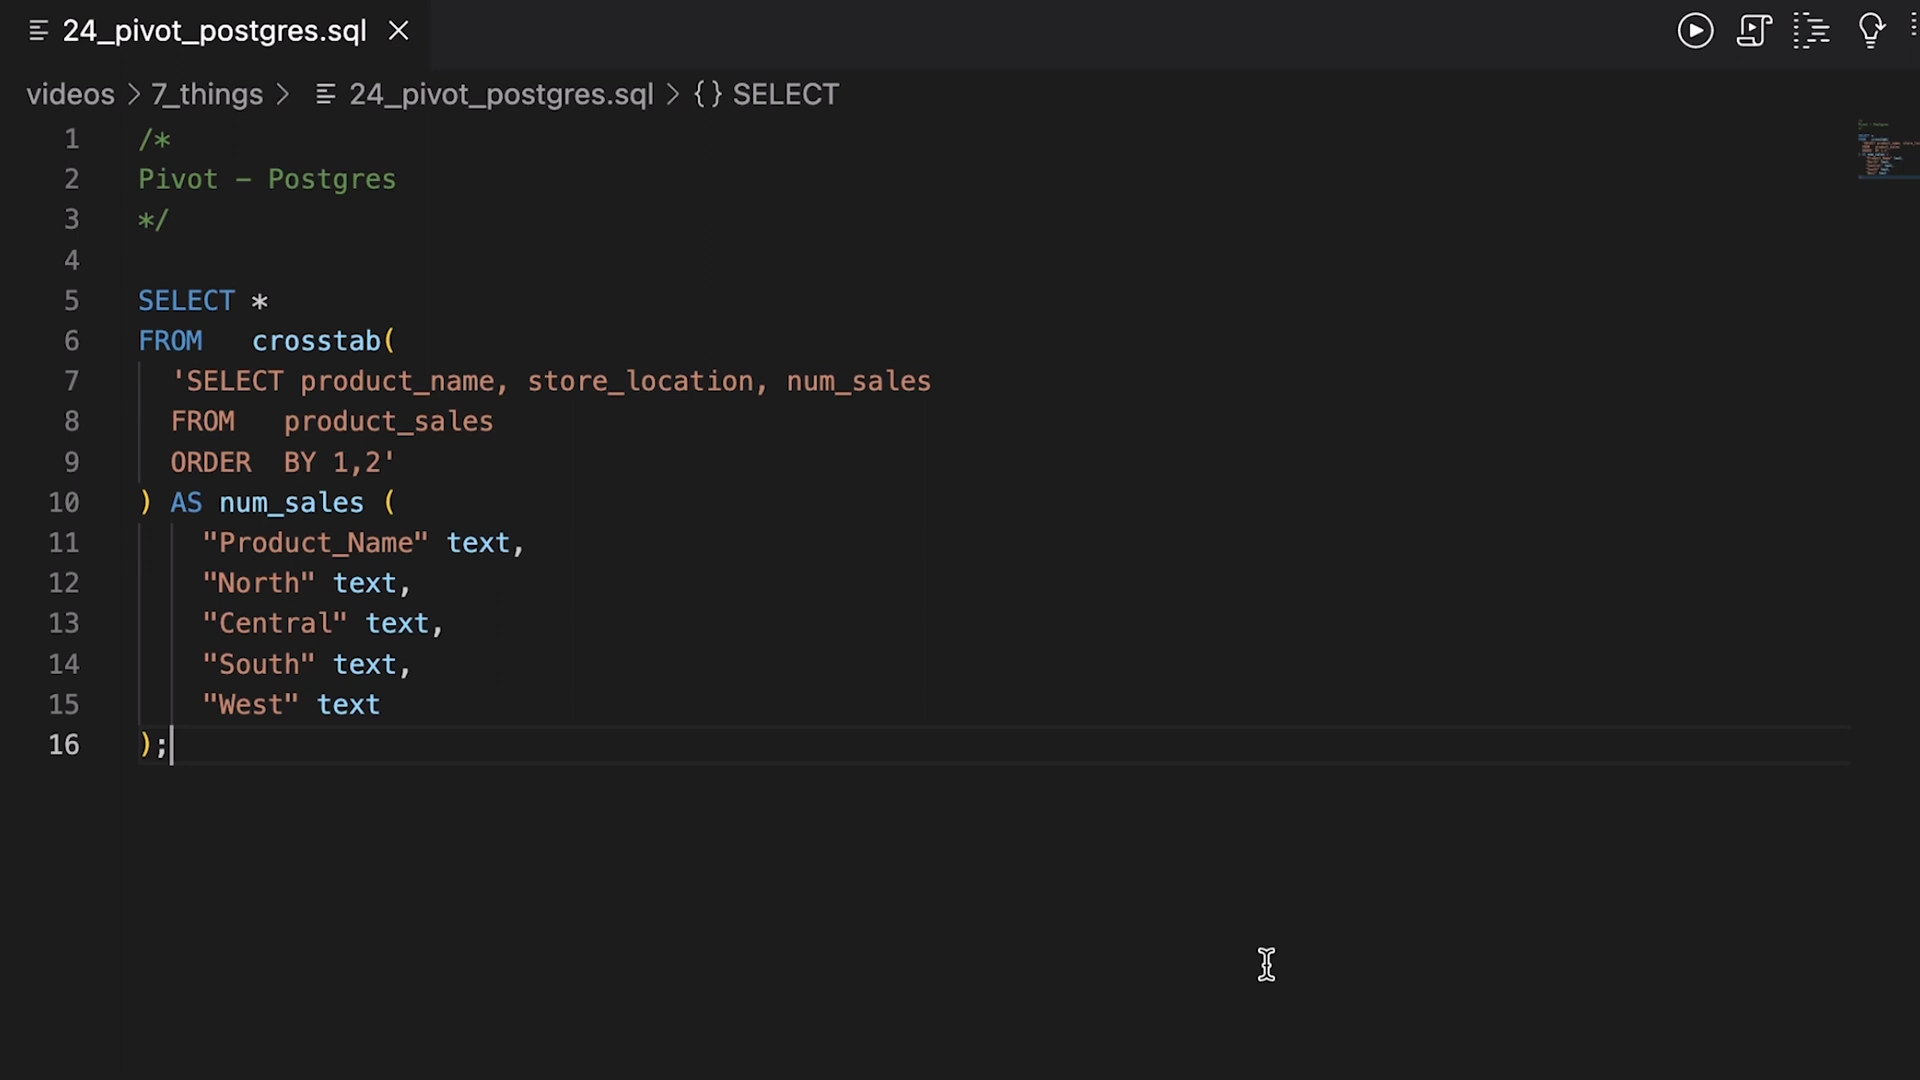 24_pivot_postgres.sql
videos > 7_things > 24_pivot_postgres.sql > {} SELECT
1 /*
2 Pivot - Postgres
3 */
4
5 SELECT *
6 FROM   crosstab(
7   'SELECT product_name, store_location, num_sales
8   FROM   product_sales
9   ORDER  BY 1,2'
10 ) AS num_sales (
11     "Product_Name" text,
12     "North" text,
13     "Central" text,
14     "South" text,
15     "West" text
16 );